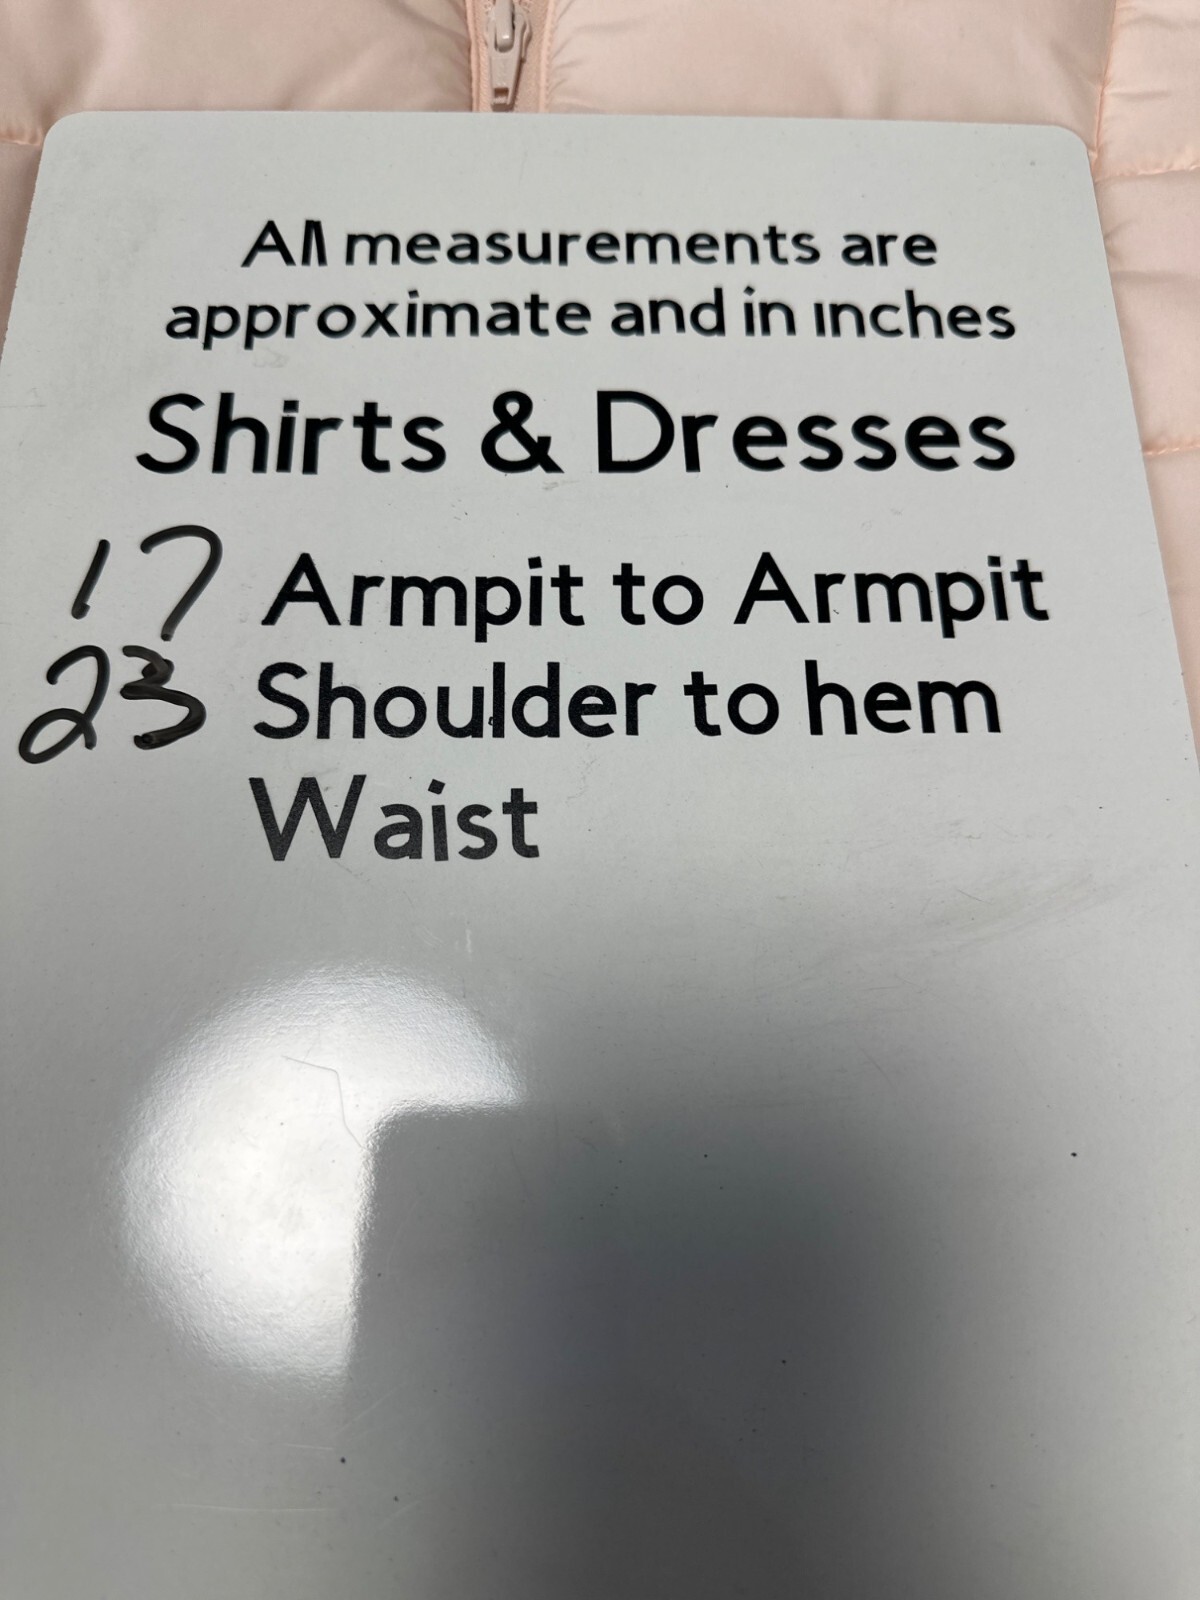 All measurements are
approximate and in inches
Shirts & Dresses
17 Armpit to Armpit
23 Shoulder to hem
Waist